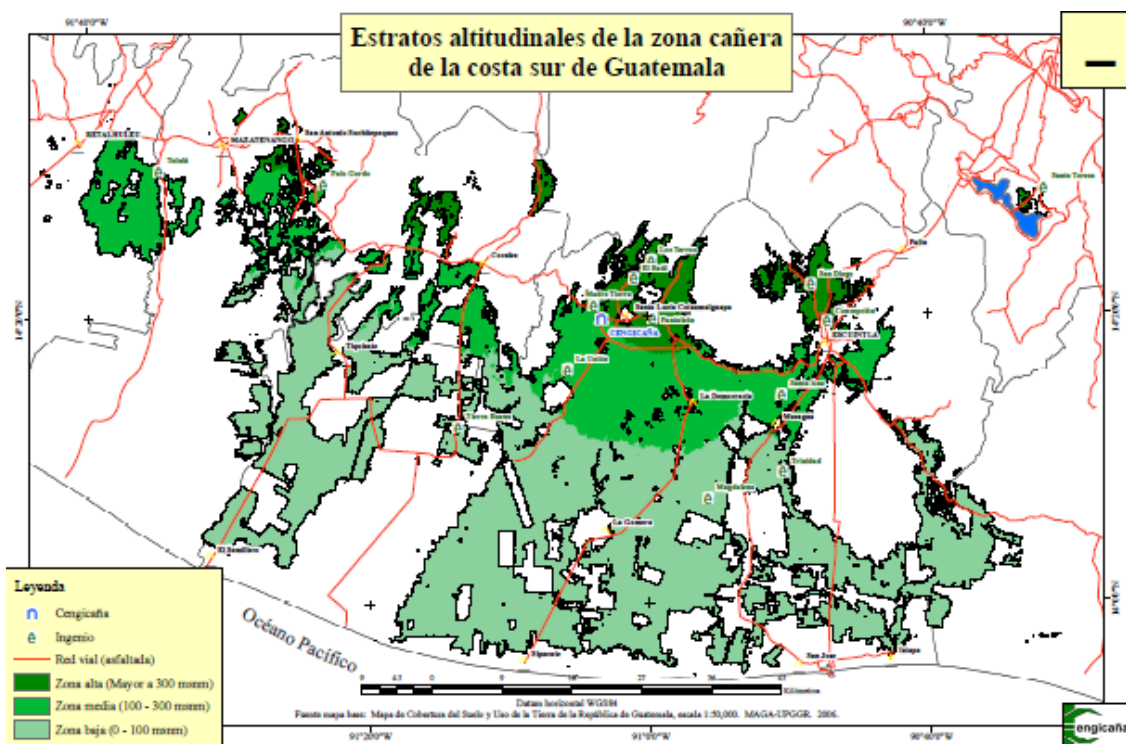 91°40'0"W
90°40'0"W
Estratos altitudinales de la zona cañera
de la costa sur de Guatemala
RETALHULEU
MAZATENANGO
San Antonio Suchitepequez
Tululá
Palo Gordo
Santa Teresa
Palín
Cocales
Los Tarros
El Baúl
San Diego
Madre Tierra
Santa Lucía Cotzumalguapa
Concepción
CENGICAÑA
Pantaleón
ESCUINTLA
Tiquisate
La Unión
Santa Ana
La Democracia
Masagua
Tierra Buena
Trinidad
Magdalena
La Gomera
El Semillero
Leyenda
Cengicaña
Ingenio
Red vial (asfaltada)
Zona alta (Mayor a 300 msnm)
Zona media (100 - 300 msnm)
Zona baja (0 - 100 msnm)
Océano Pacífico
Sipacate
San Jose
Iztapa
Kilómetros
Datum horizontal WGS84
Fuente mapa base: Mapa de Cobertura del Suelo y Uso de la Tierra de la República de Guatemala, escala 1:50,000. MAGA-UPGGR. 2006.
engicaña
91°20'0"W
91°0'0"W
90°40'0"W